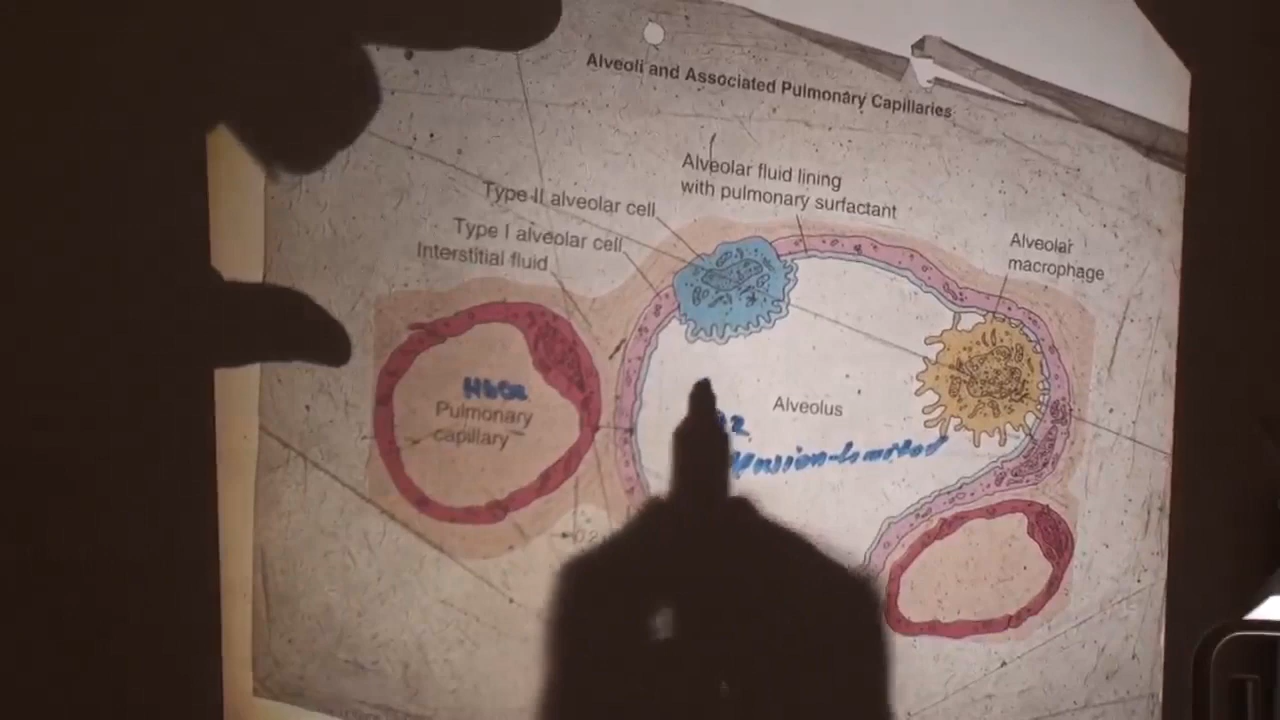 Alveoli and Associated Pulmonary Capillaries
Alveolar fluid lining
with pulmonary surfactant
Type II alveolar cell
Type I alveolar cell
Interstitial fluid
Alveolar
macrophage
Pulmonary
capillary
Alveolus